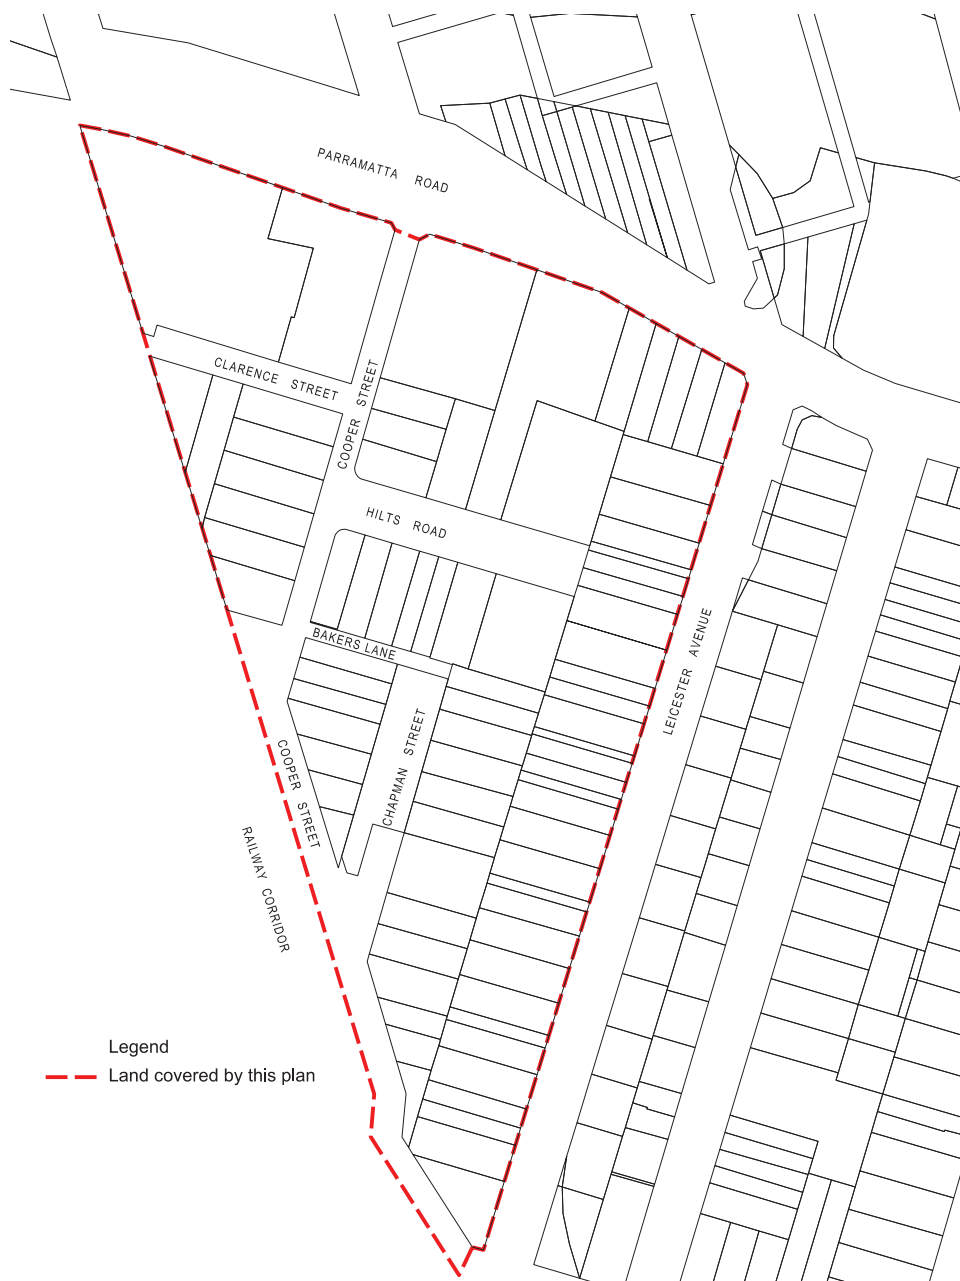 PARRAMATTA ROAD
CLARENCE STREET
COOPER STREET
HILTS ROAD
BAKERS LANE
LEICESTER AVENUE
CHAPMAN STREET
COOPER STREET
RAILWAY CORRIDOR
Legend
Land covered by this plan